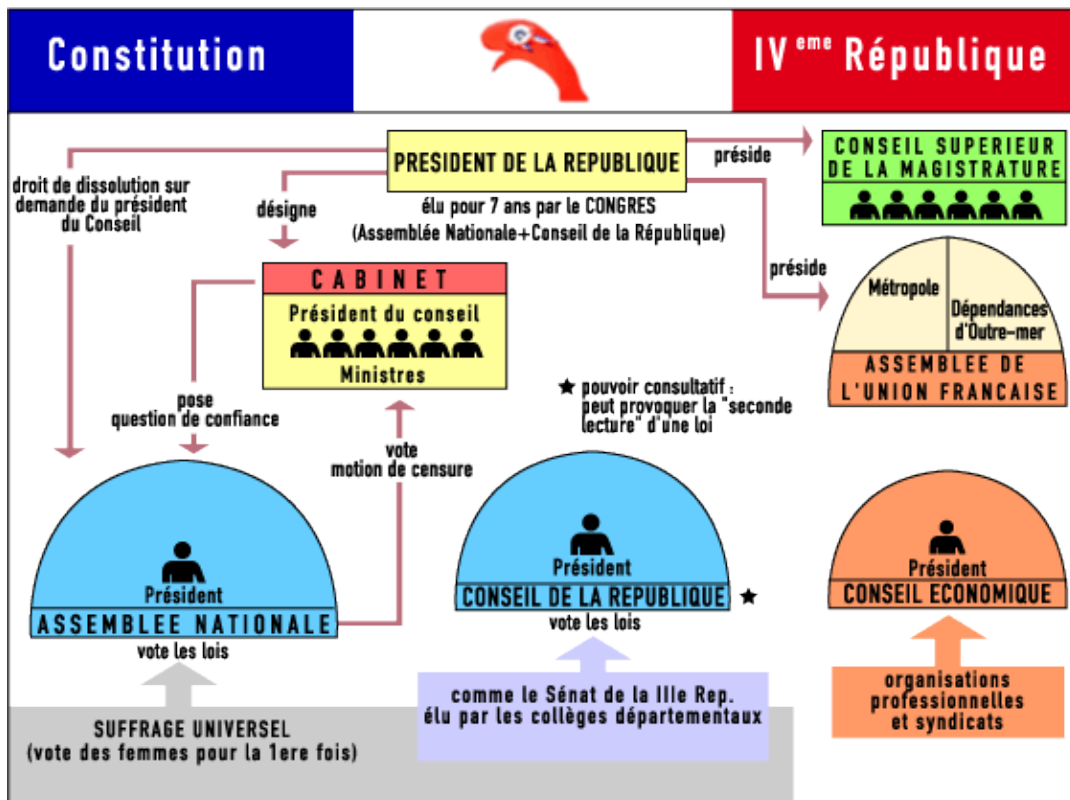 Constitution
IVeme République
PRESIDENT DE LA REPUBLIQUE
élu pour 7 ans par le CONGRES
(Assemblée Nationale+Conseil de la République)
préside
CONSEIL SUPERIEUR
DE LA MAGISTRATURE
droit de dissolution sur
demande du président
du Conseil
désigne
préside
Métropole
Dépendances
d'Outre-mer
ASSEMBLEE DE
L'UNION FRANCAISE
CABINET
Président du conseil
Ministres
pose
question de confiance
vote
motion de censure
★ pouvoir consultatif :
peut provoquer la "seconde
lecture" d'une loi
Président
ASSEMBLEE NATIONALE
vote les lois
Président
CONSEIL DE LA REPUBLIQUE ★
vote les lois
Président
CONSEIL ECONOMIQUE
SUFFRAGE UNIVERSEL
(vote des femmes pour la 1ere fois)
comme le Sénat de la IIIe Rep.
élu par les collèges départementaux
organisations
professionnelles
et syndicats